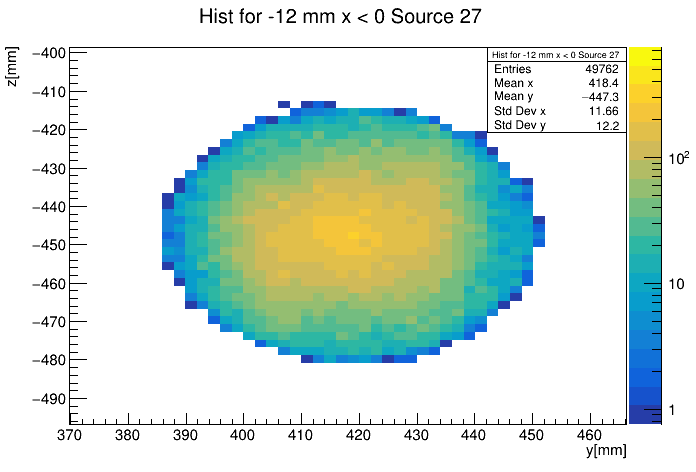 Hist for -12 mm x < 0 Source 27
z[mm]
−400
−410
−420
−430
−440
−450
−460
−470
−480
−490
Hist for -12 mm x < 0 Source 27
Entries 49762
Mean x 418.4
Mean y −447.3
Std Dev x 11.66
Std Dev y 12.2
10²
10
1
370 380 390 400 410 420 430 440 450 460
y[mm]